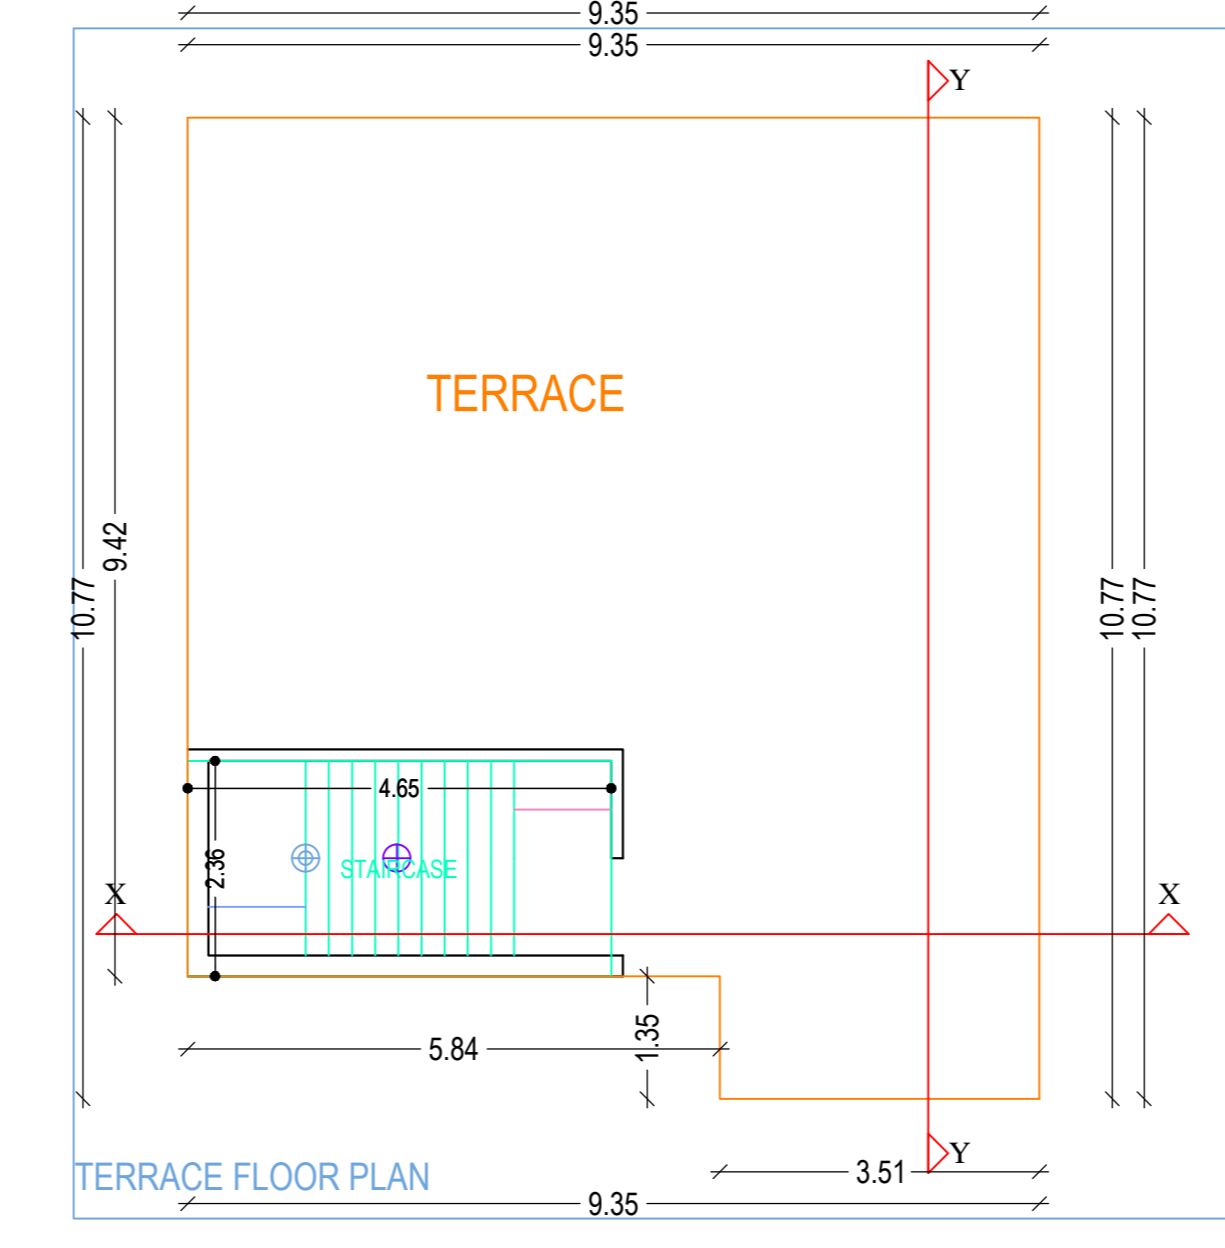 9.35
9.35
Y
TERRACE
9.42
10.77
10.77
10.77
4.65
2.36
STAIRCASE
X
X
1.35
5.84
Y
3.51
TERRACE FLOOR PLAN
9.35